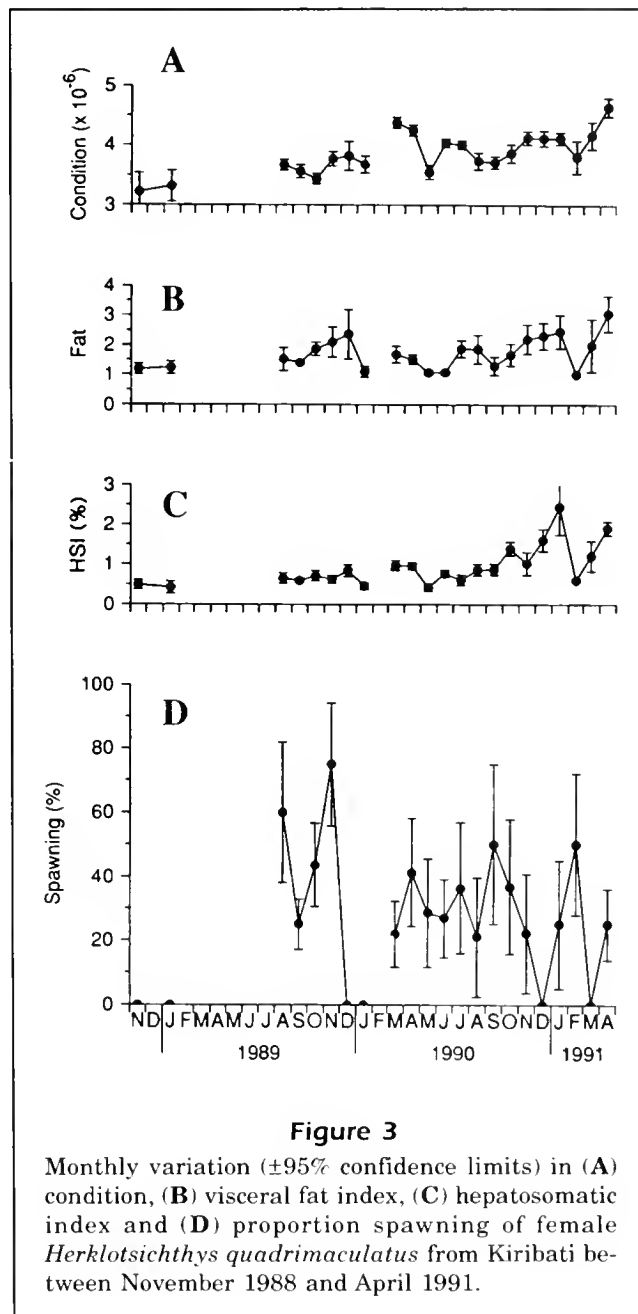 A
Condition (x 10⁻⁶)
5
4
3
B
Fat
4
3
2
1
0
C
HSI (%)
3
2
1
0
D
Spawning (%)
100
80
60
40
20
0
N D J F M A M J J A S O N D J F M A M J J A S O N D J F M A
1989 1990 1991
Figure 3
Monthly variation (±95% confidence limits) in (A)
condition, (B) visceral fat index, (C) hepatosomatic
index and (D) proportion spawning of female
Herklotsichthys quadrimaculatus from Kiribati be-
tween November 1988 and April 1991.